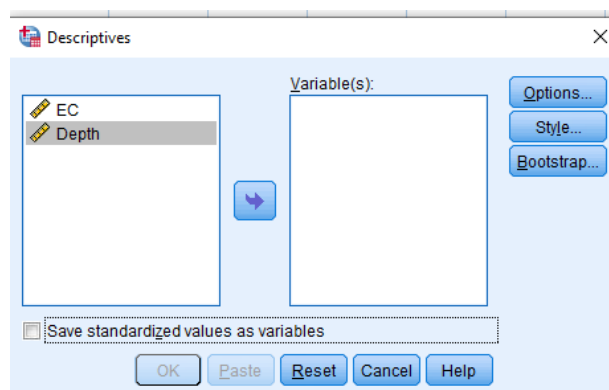 Descriptives
Variable(s):
EC
Depth
Options...
Style...
Bootstrap...
Save standardized values as variables
OK
Paste
Reset
Cancel
Help